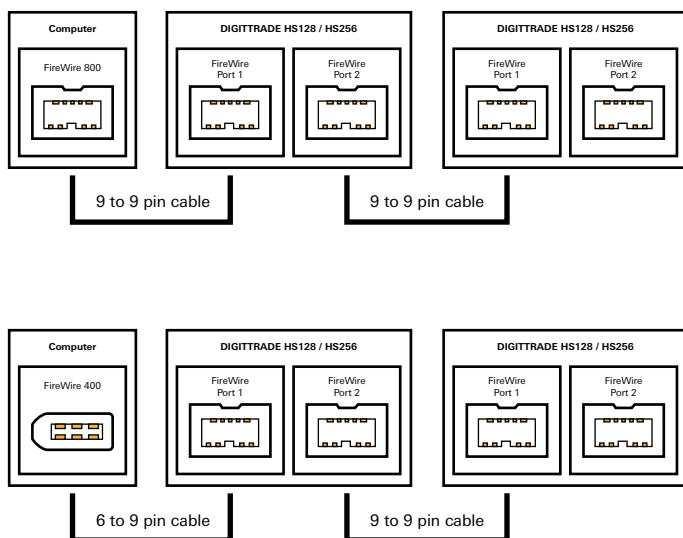 Computer
FireWire 800
DIGITTRADE HS128 / HS256
FireWire
Port 1
FireWire
Port 2
DIGITTRADE HS128 / HS256
FireWire
Port 1
FireWire
Port 2
9 to 9 pin cable
9 to 9 pin cable
Computer
FireWire 400
DIGITTRADE HS128 / HS256
FireWire
Port 1
FireWire
Port 2
DIGITTRADE HS128 / HS256
FireWire
Port 1
FireWire
Port 2
6 to 9 pin cable
9 to 9 pin cable